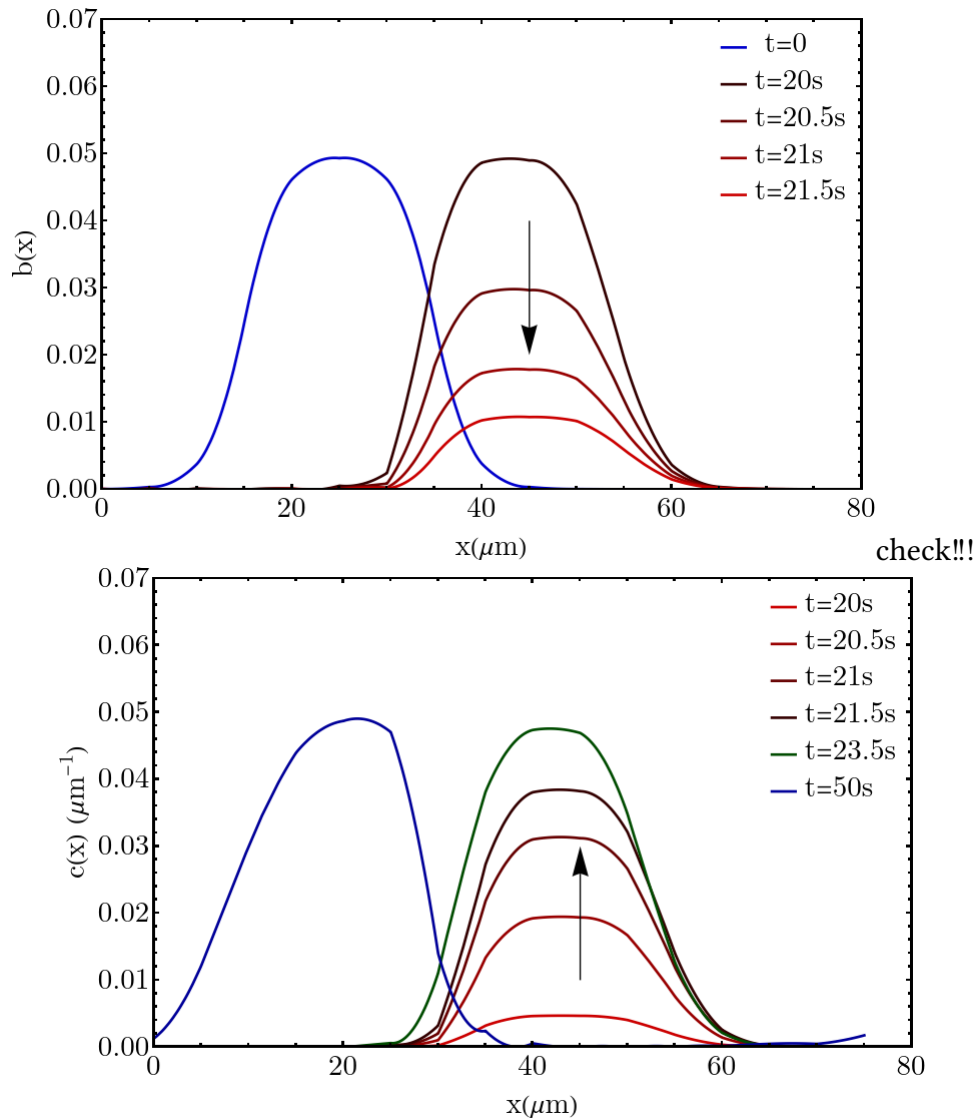 0.07
0.06
0.05
0.04
0.03
0.02
0.01
0.00
b(x)
t=0
t=20s
t=20.5s
t=21s
t=21.5s
0 20 40 60 80
x(μm)
check!!!
0.07
0.06
0.05
0.04
0.03
0.02
0.01
0.00
c(x) (μm⁻¹)
t=20s
t=20.5s
t=21s
t=21.5s
t=23.5s
t=50s
0 20 40 60 80
x(μm)